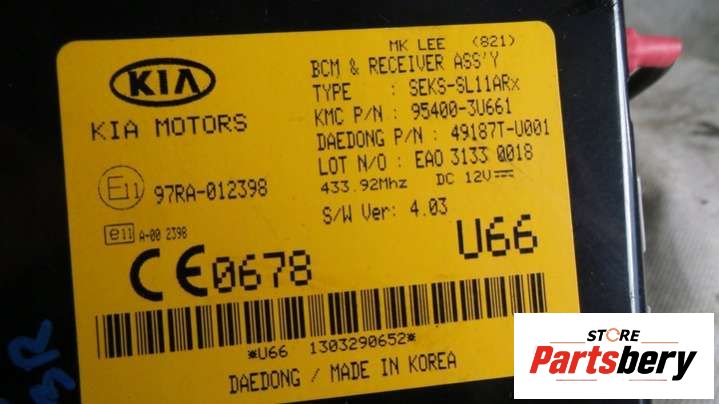 MK LEE (821)
KIA
KIA MOTORS
BCM & RECEIVER ASS'Y
TYPE : SEKS-SL11ARx
KMC P/N : 95400-3U661
DAEDONG P/N : 49187T-U001
LOT N/O : EAO 3133 0018
433.92Mhz DC 12V
S/W Ver: 4.03
E11 97RA-012398
e11 A-00 2398
CE0678
U66
*U66 1303290652*
DAEDONG / MADE IN KOREA
STORE
Partsbery